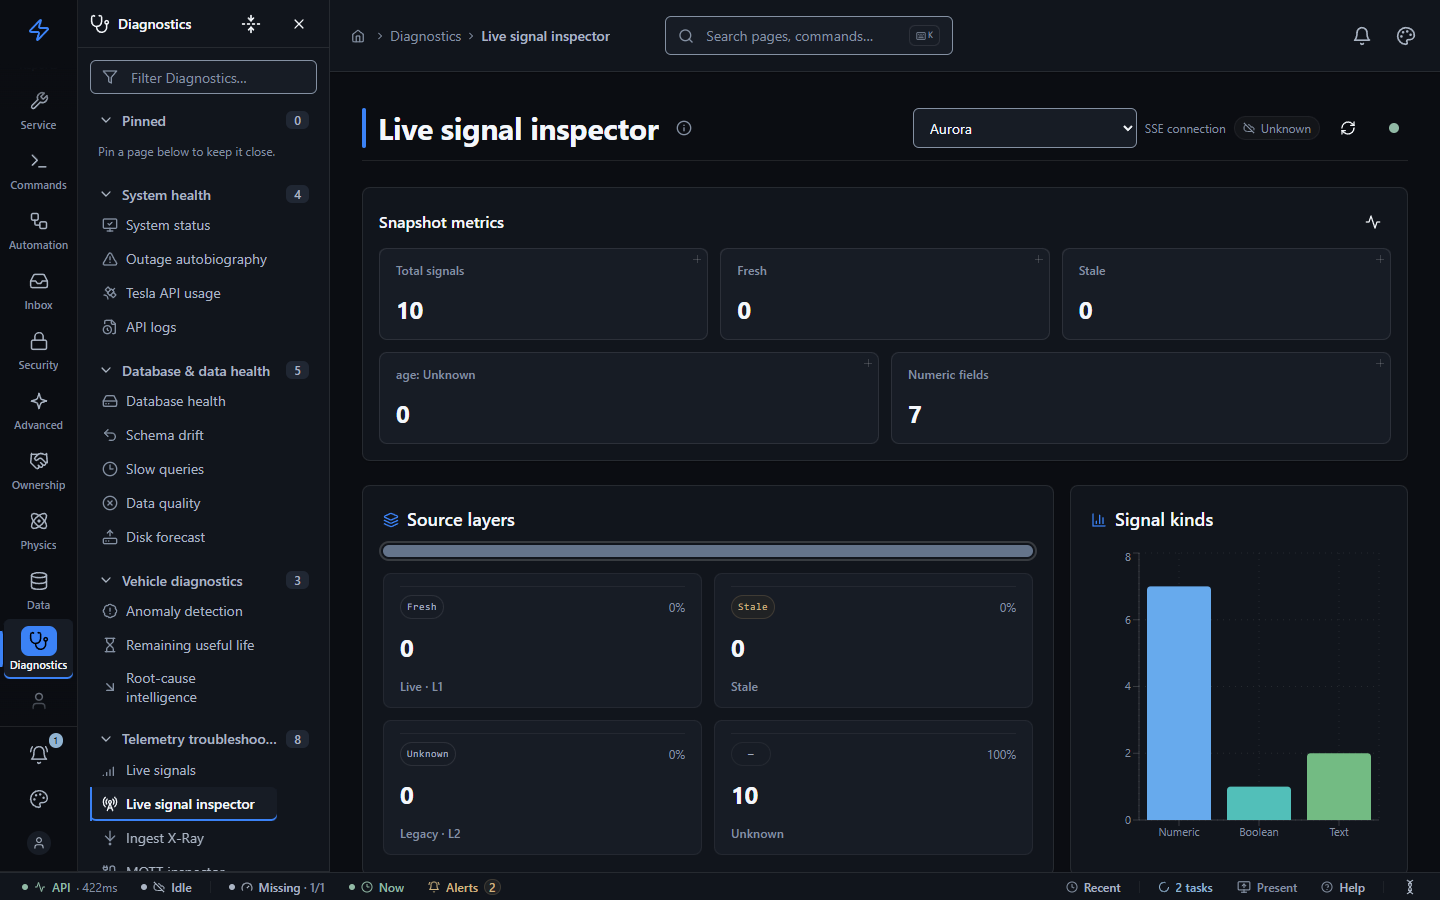 Diagnostics
Filter Diagnostics...
Pinned 0
Pin a page below to keep it close.
System health 4
System status
Outage autobiography
Tesla API usage
API logs
Database & data health 5
Database health
Schema drift
Slow queries
Data quality
Disk forecast
Vehicle diagnostics 3
Anomaly detection
Remaining useful life
Root-cause
intelligence
Telemetry troubleshoo... 8
Live signals
Live signal inspector
Ingest X-Ray
Service
Commands
Automation
Inbox
Security
Advanced
Ownership
Physics
Data
Diagnostics
1
Diagnostics
Live signal inspector
Search pages, commands... K
Live signal inspector
Aurora
SSE connection
Unknown
Snapshot metrics
Total signals
10
Fresh
0
Stale
0
age: Unknown
0
Numeric fields
7
Source layers
Fresh 0%
0
Live · L1
Stale 0%
0
Stale
Unknown 0%
0
Legacy · L2
– 100%
10
Unknown
Signal kinds
8
6
4
2
0
Numeric
Boolean
Text
API · 422ms
Idle
Missing · 1/1
Now
Alerts 2
Recent
2 tasks
Present
Help